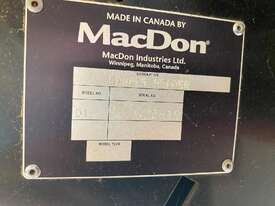 MADE IN CANADA BY
MacDon®
MacDon Industries Ltd.
Winnipeg, Manitoba, Canada
MODEL NO.
SERIAL NO.
MODEL YEAR